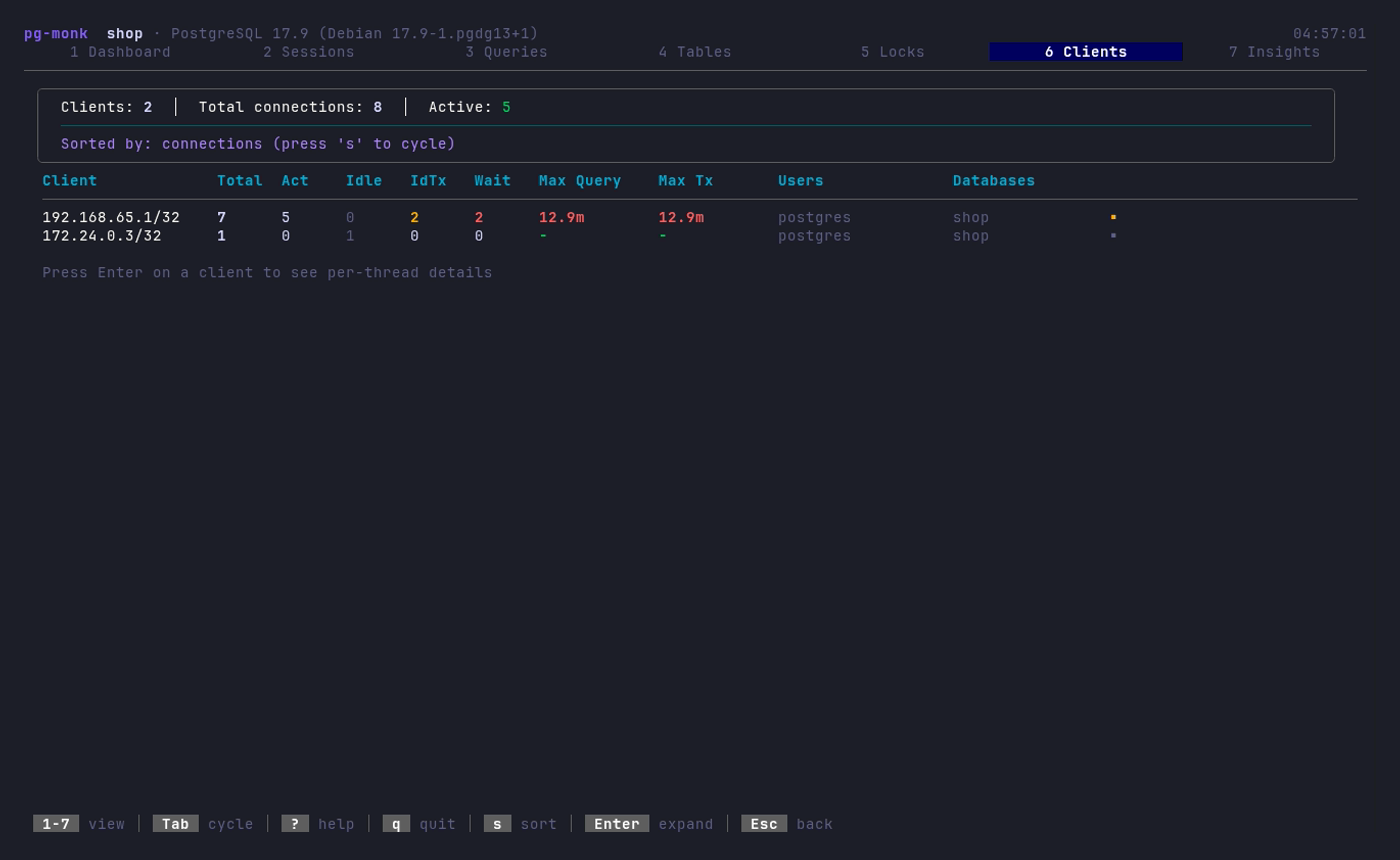 pg-monk shop · PostgreSQL 17.9 (Debian 17.9-1.pgdg13+1) 04:57:01
1 Dashboard 2 Sessions 3 Queries 4 Tables 5 Locks 6 Clients 7 Insights
Clients: 2 │ Total connections: 8 │ Active: 5
Sorted by: connections (press 's' to cycle)
Client Total Act Idle IdTx Wait Max Query Max Tx Users Databases
192.168.65.1/32 7 5 0 2 2 12.9m 12.9m postgres shop ▪
172.24.0.3/32 1 0 1 0 0 - - postgres shop ▪
Press Enter on a client to see per-thread details
1-7 view │ Tab cycle │ ? help │ q quit │ s sort │ Enter expand │ Esc back